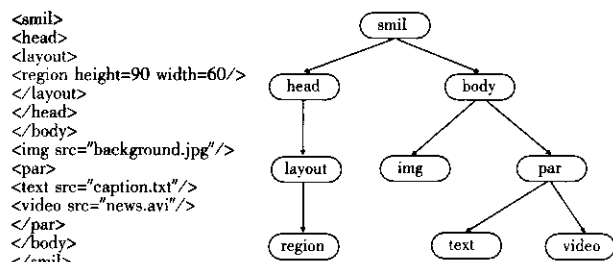 <smil>
<head>
<layout>
<region height=90 width=60/>
</layout>
</head>
</body>
<img src="background.jpg"/>
<par>
<text src="caption.txt"/>
<video src="news.avi"/>
</par>
</body>
</smil>
smil
head body
layout img par
region text video